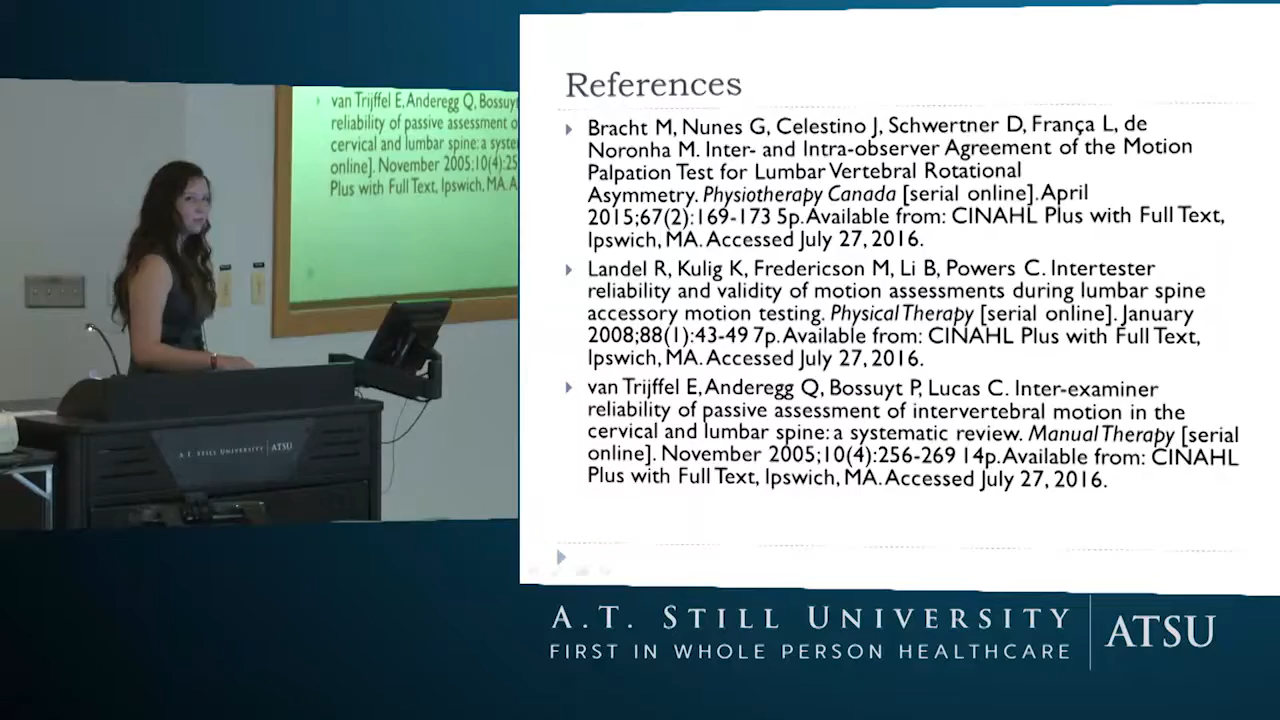 van Trijffel E, Anderegg Q, Bossuyt
reliability of passive assessment o
cervical and lumbar spine: a syste
online]. November 2005;10(4):25
Plus with Full Text, Ipswich, MA. A
A.T. STILL UNIVERSITY | ATSU
References
Bracht M, Nunes G, Celestino J, Schwertner D, França L, de
Noronha M. Inter- and Intra-observer Agreement of the Motion
Palpation Test for Lumbar Vertebral Rotational
Asymmetry. Physiotherapy Canada [serial online]. April
2015;67(2):169-173 5p. Available from: CINAHL Plus with Full Text,
Ipswich, MA. Accessed July 27, 2016.
Landel R, Kulig K, Fredericson M, Li B, Powers C. Intertester
reliability and validity of motion assessments during lumbar spine
accessory motion testing. Physical Therapy [serial online]. January
2008;88(1):43-49 7p. Available from: CINAHL Plus with Full Text,
Ipswich, MA. Accessed July 27, 2016.
van Trijffel E, Anderegg Q, Bossuyt P, Lucas C. Inter-examiner
reliability of passive assessment of intervertebral motion in the
cervical and lumbar spine: a systematic review. Manual Therapy [serial
online]. November 2005;10(4):256-269 14p. Available from: CINAHL
Plus with Full Text, Ipswich, MA. Accessed July 27, 2016.
A.T. STILL UNIVERSITY
FIRST IN WHOLE PERSON HEALTHCARE
ATSU